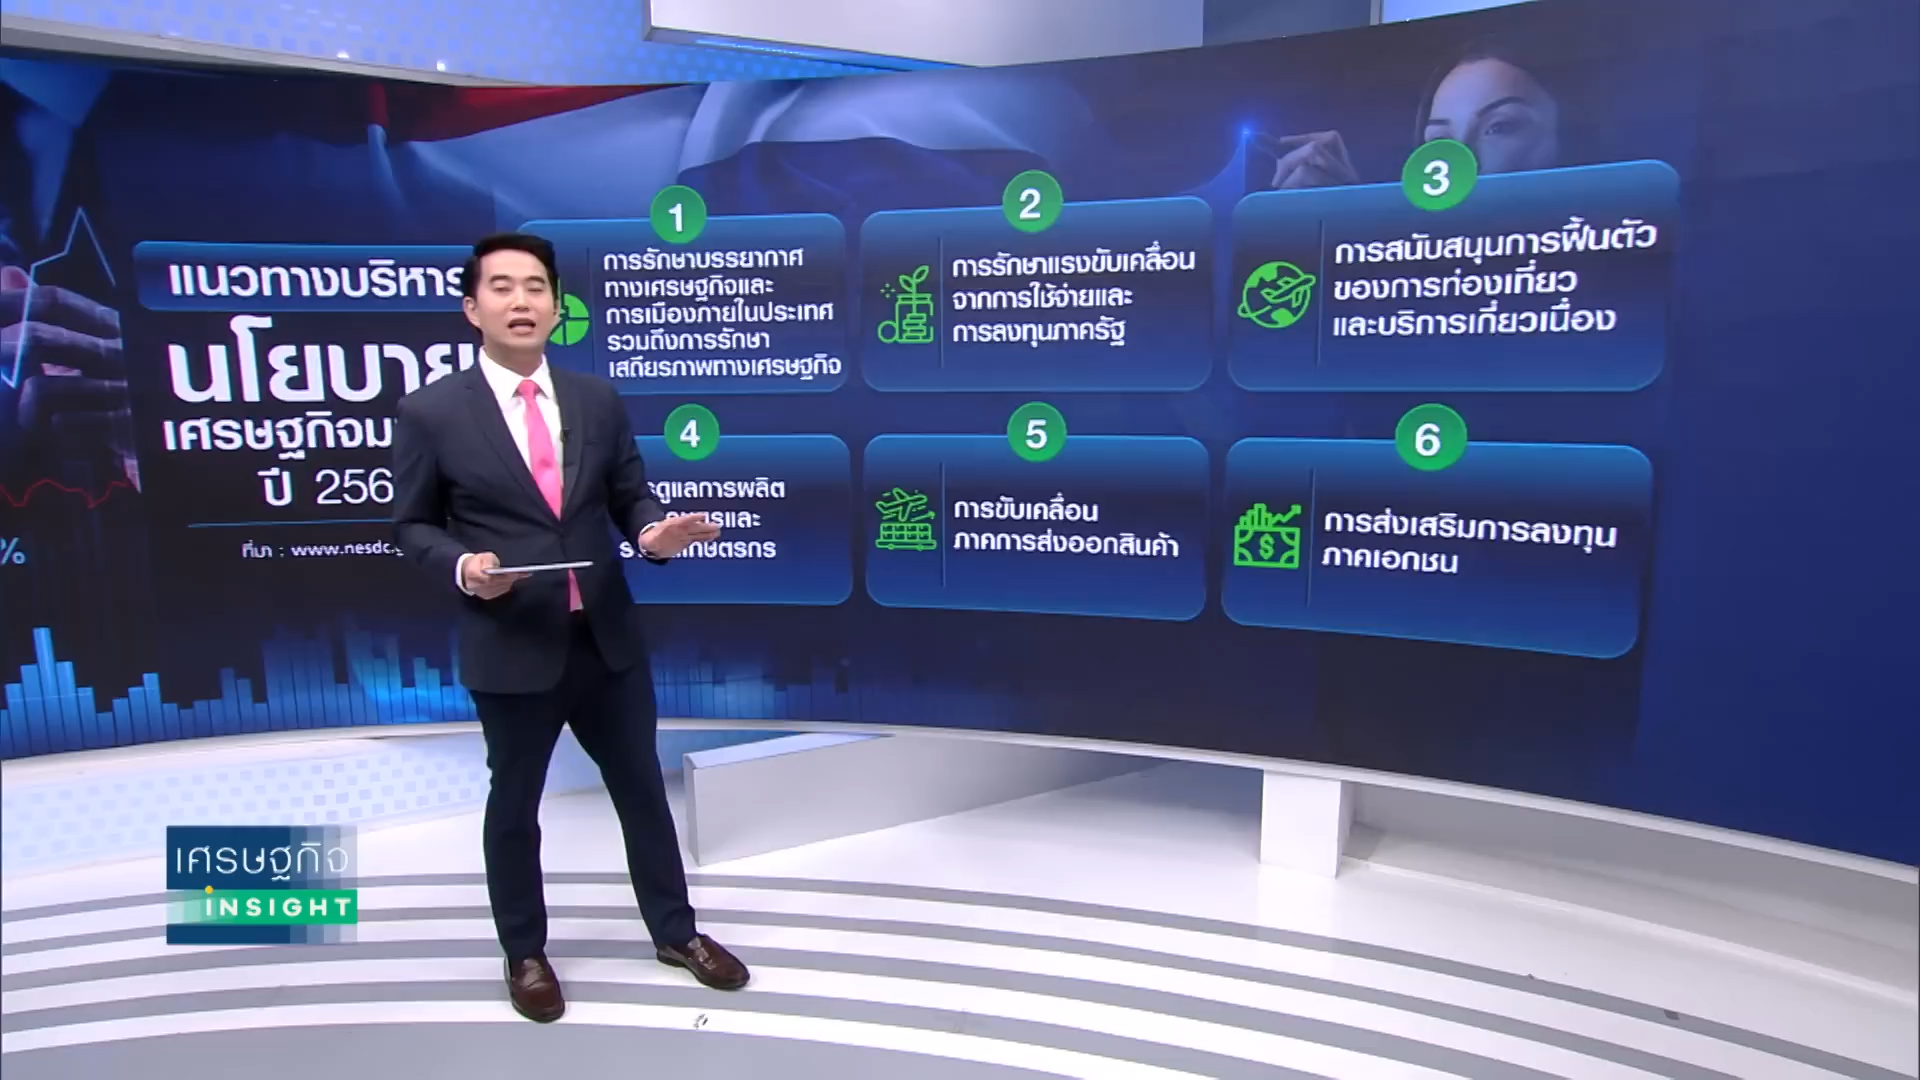 แนวทางบริหาร
นโยบาย
เศรษฐกิจ
ปี 256
ที่มา : www.nesdc.
%
1
การรักษาบรรยากาศ
ทางเศรษฐกิจและ
การเมืองภายในประเทศ
รวมถึงการรักษา
เสถียรภาพทางเศรษฐกิจ
2
การรักษาแรงขับเคลื่อน
จากการใช้จ่ายและ
การลงทุนภาครัฐ
3
การสนับสนุนการฟื้นตัว
ของการท่องเที่ยว
และบริการเกี่ยวเนื่อง
4
ดูแลการผลิต
และ
5
การขับเคลื่อน
ภาคการส่งออกสินค้า
6
การส่งเสริมการลงทุน
ภาคเอกชน
เศรษฐกิจ
INSIGHT